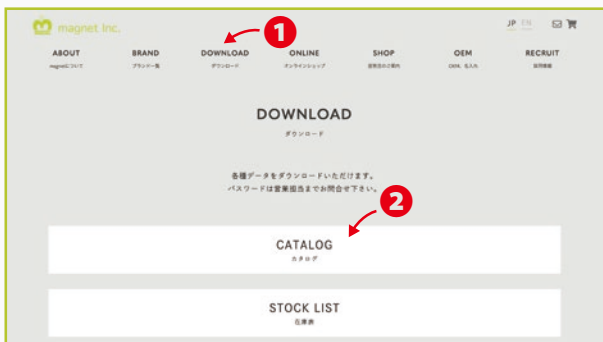 magnet Inc.
JP EN
1
ABOUT BRAND DOWNLOAD ONLINE SHOP OEM RECRUIT
magnetについて ブランド一覧 ダウンロード オンラインショップ 直営店のご案内 OEM、名入れ 採用情報
DOWNLOAD
ダウンロード
各種データをダウンロードいただけます。
パスワードは営業担当までお問合せ下さい。
2
CATALOG
カタログ
STOCK LIST
在庫表